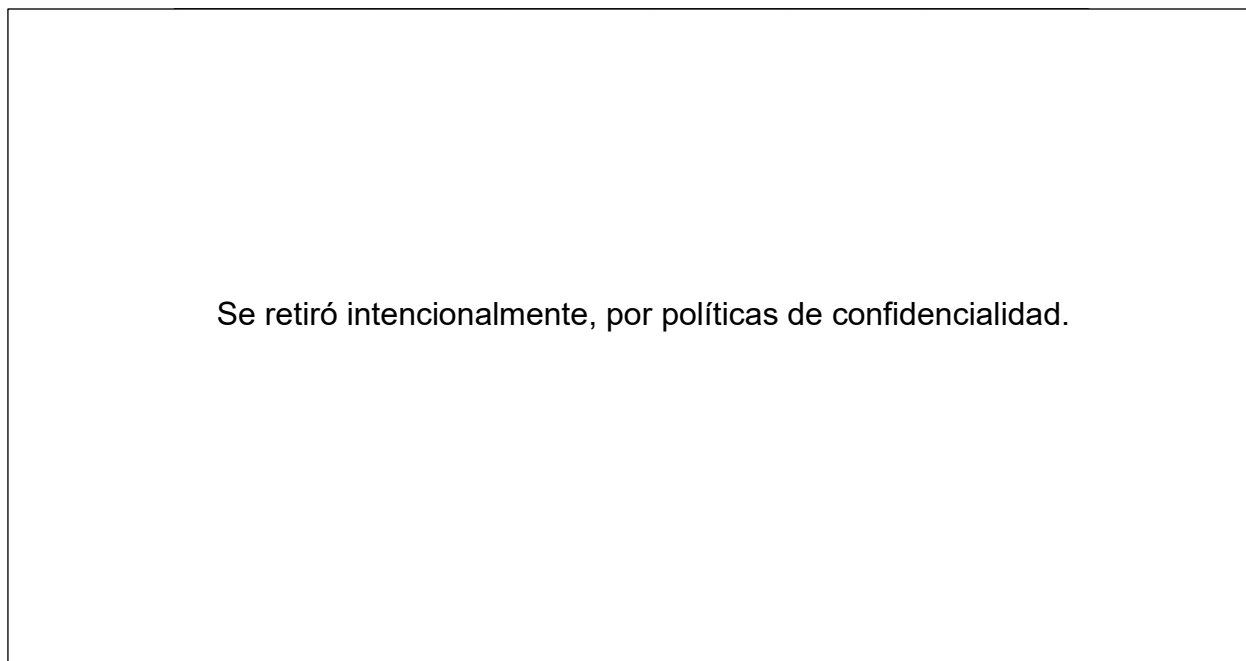 Se retiró intencionalmente, por políticas de confidencialidad.